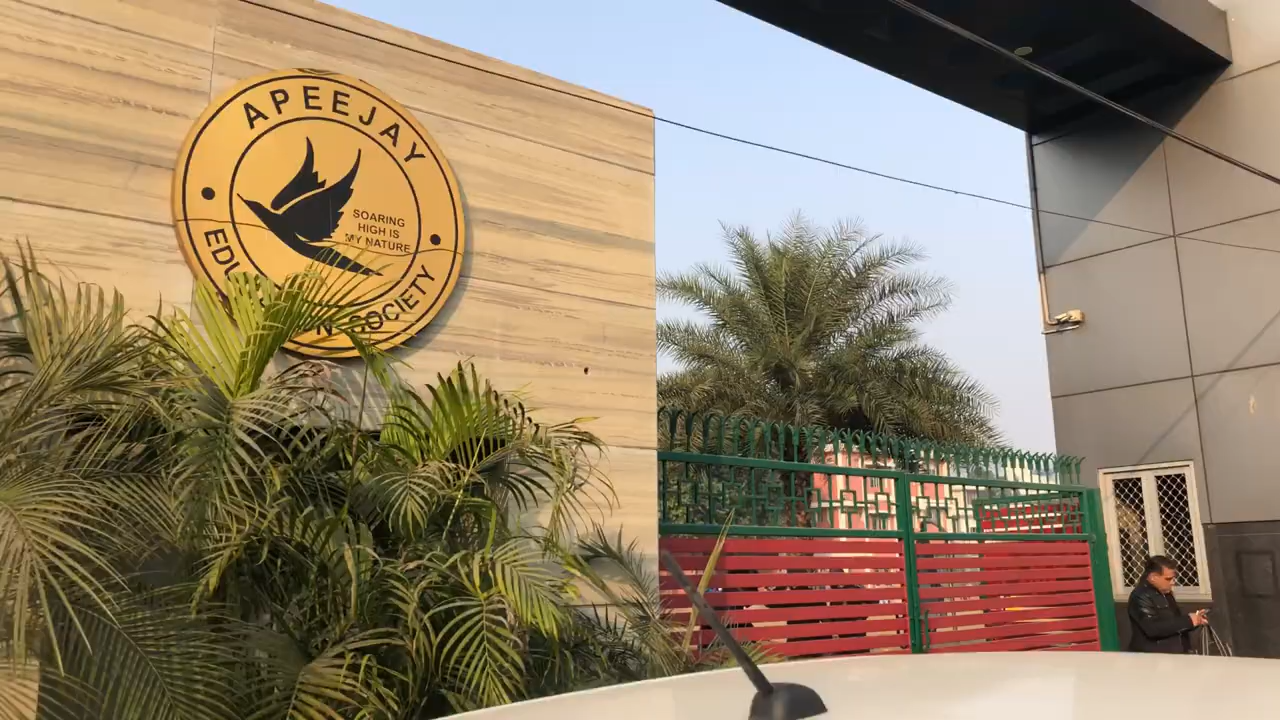 APEEJAY
SOARING
HIGH IS
MY NATURE
SOCIETY